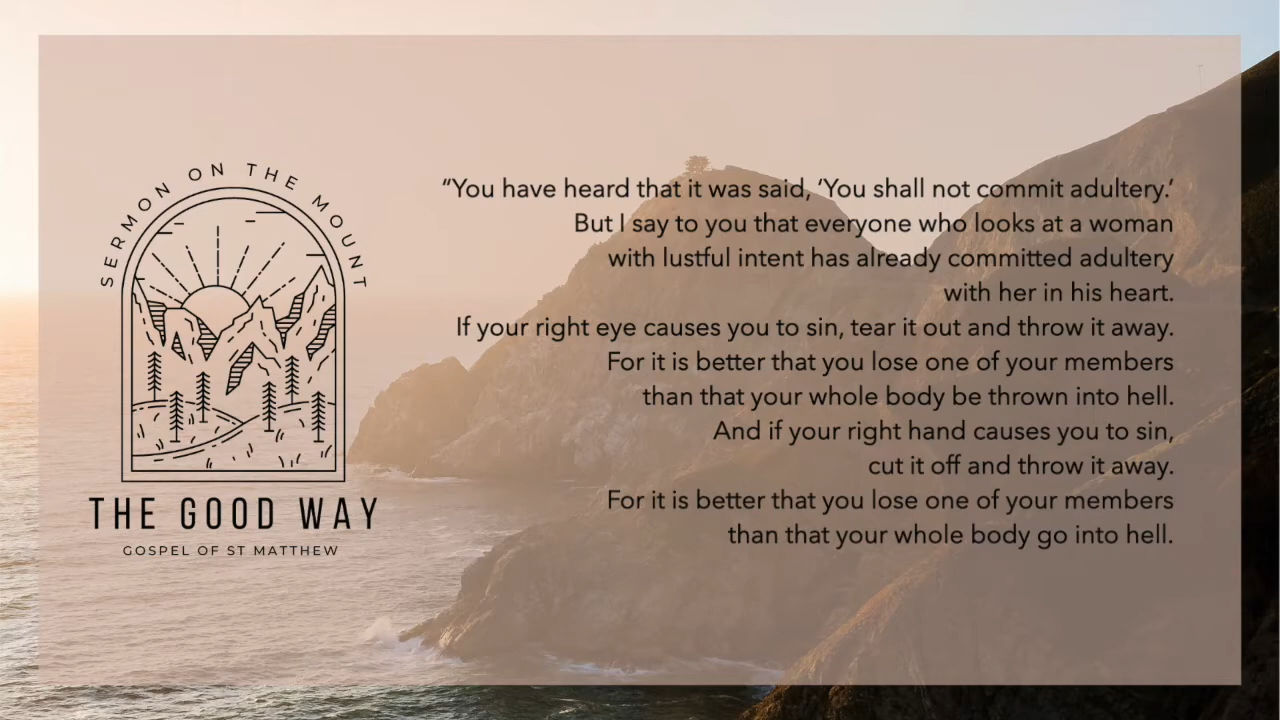 SERMON ON THE MOUNT
THE GOOD WAY
GOSPEL OF ST MATTHEW
“You have heard that it was said, ‘You shall not commit adultery.’
But I say to you that everyone who looks at a woman
with lustful intent has already committed adultery
with her in his heart.
If your right eye causes you to sin, tear it out and throw it away.
For it is better that you lose one of your members
than that your whole body be thrown into hell.
And if your right hand causes you to sin,
cut it off and throw it away.
For it is better that you lose one of your members
than that your whole body go into hell.